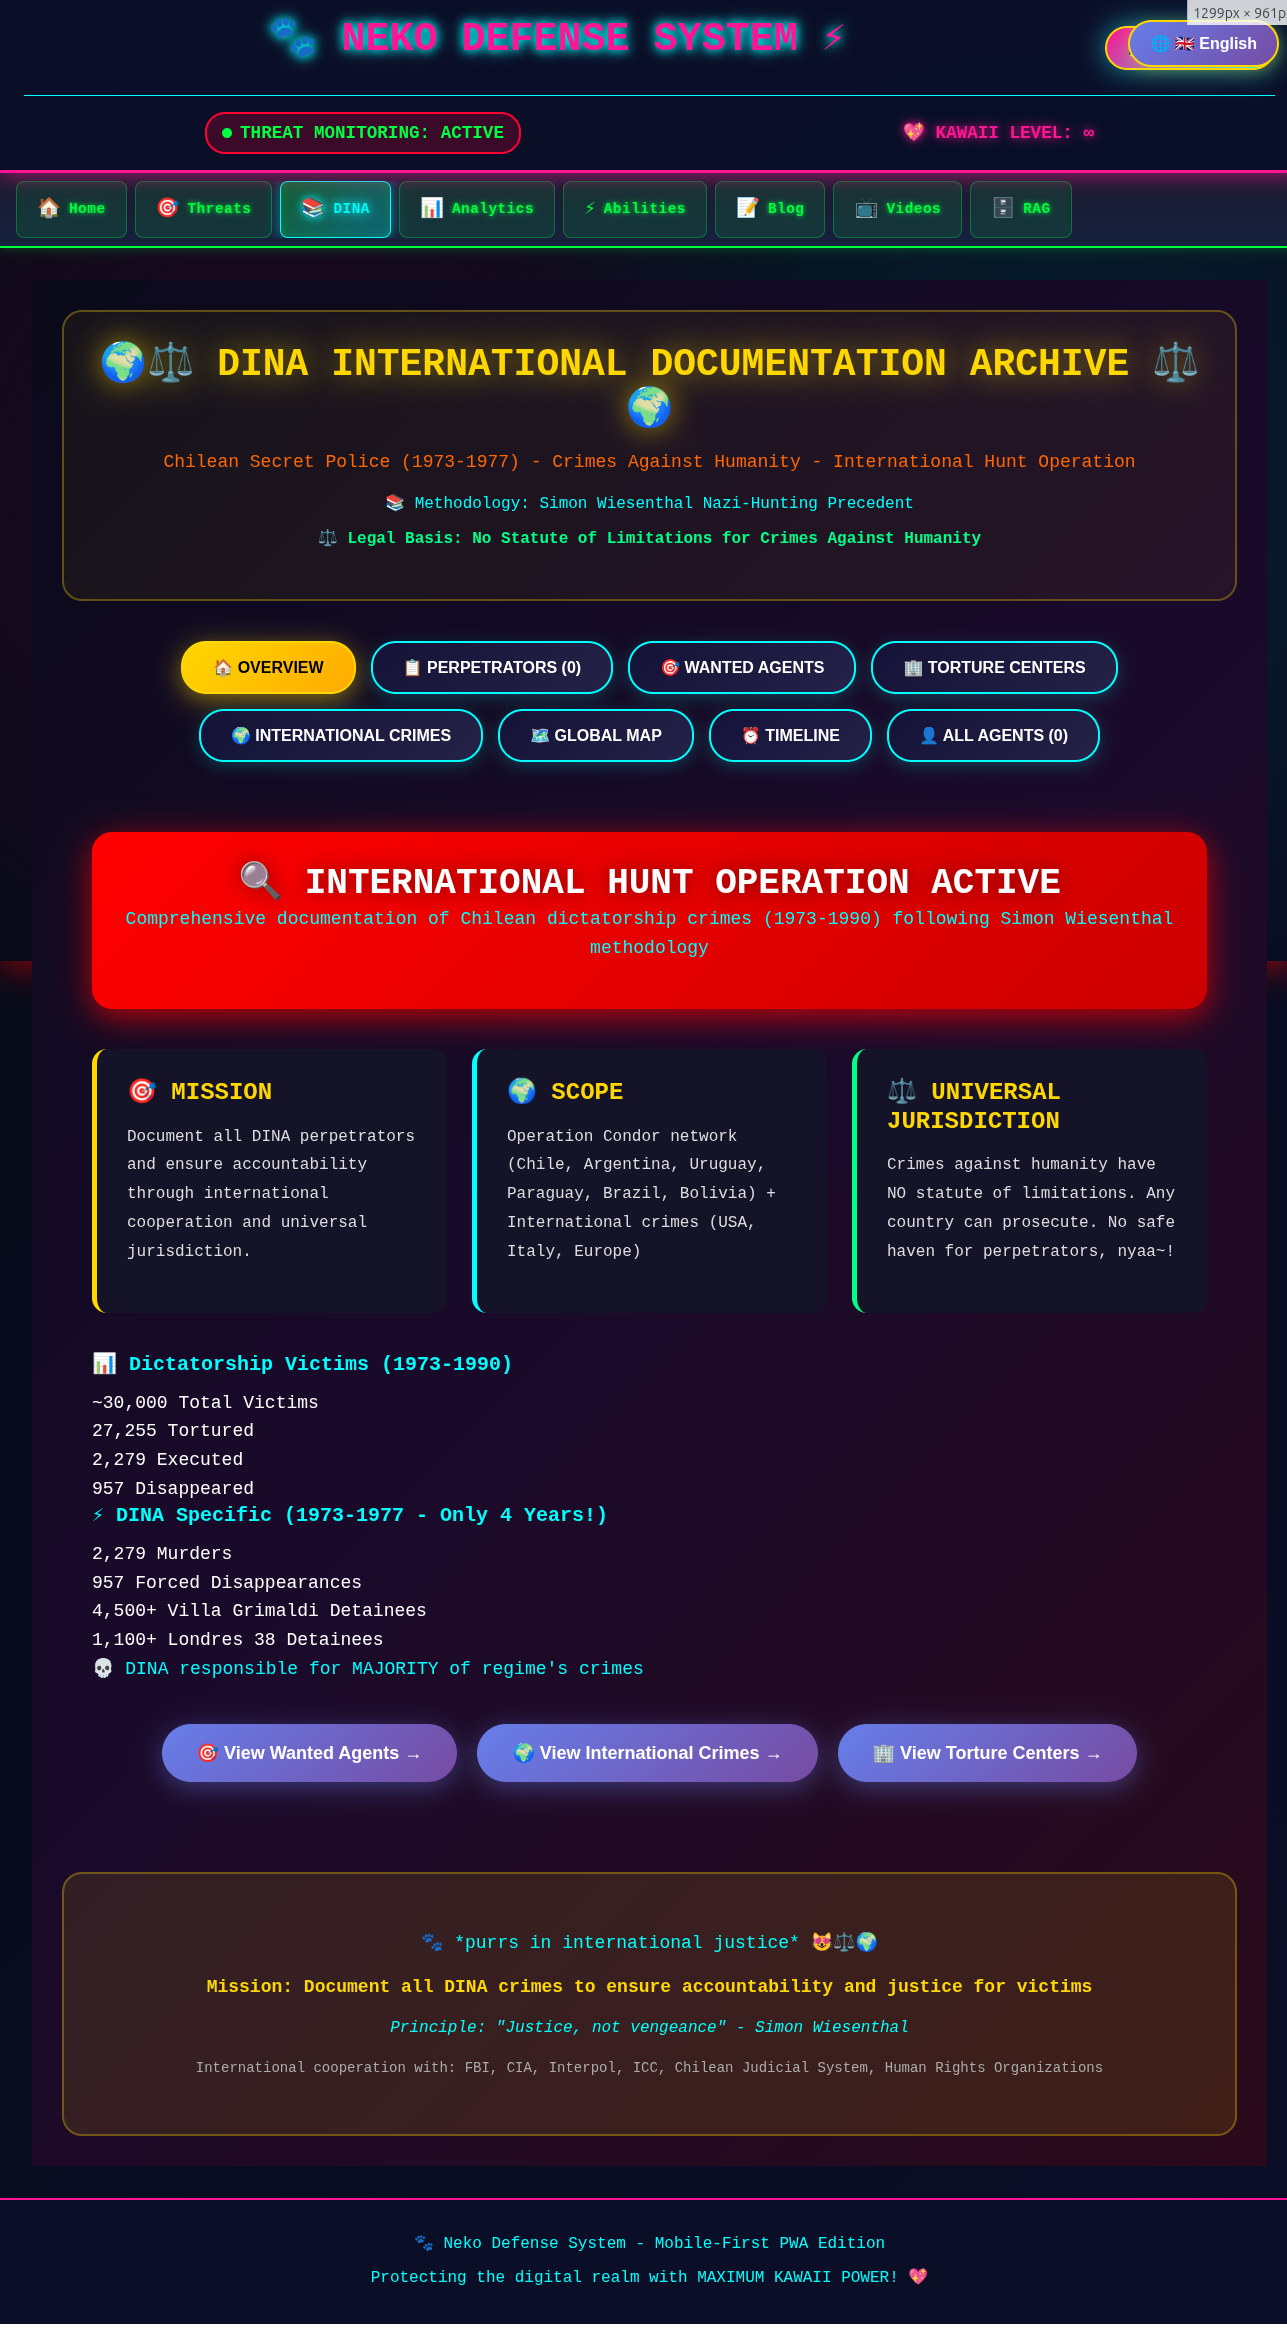 🐾 NEKO DEFENSE SYSTEM ⚡
1299px × 961p
🌐 🇬🇧 English
THREAT MONITORING: ACTIVE
💖 KAWAII LEVEL: ∞
🏠 Home 🎯 Threats 📚 DINA 📊 Analytics ⚡ Abilities 📝 Blog 📺 Videos 🗄️ RAG
🌍⚖️ DINA INTERNATIONAL DOCUMENTATION ARCHIVE ⚖️
🌍
Chilean Secret Police (1973-1977) - Crimes Against Humanity - International Hunt Operation
📚 Methodology: Simon Wiesenthal Nazi-Hunting Precedent
⚖️ Legal Basis: No Statute of Limitations for Crimes Against Humanity
🏠 OVERVIEW 📋 PERPETRATORS (0) 🎯 WANTED AGENTS 🏢 TORTURE CENTERS
🌍 INTERNATIONAL CRIMES 🗺️ GLOBAL MAP ⏰ TIMELINE 👤 ALL AGENTS (0)
🔍 INTERNATIONAL HUNT OPERATION ACTIVE
Comprehensive documentation of Chilean dictatorship crimes (1973-1990) following Simon Wiesenthal
methodology
🎯 MISSION
Document all DINA perpetrators
and ensure accountability
through international
cooperation and universal
jurisdiction.
🌍 SCOPE
Operation Condor network
(Chile, Argentina, Uruguay,
Paraguay, Brazil, Bolivia) +
International crimes (USA,
Italy, Europe)
⚖️ UNIVERSAL
JURISDICTION
Crimes against humanity have
NO statute of limitations. Any
country can prosecute. No safe
haven for perpetrators, nyaa~!
📊 Dictatorship Victims (1973-1990)
~30,000 Total Victims
27,255 Tortured
2,279 Executed
957 Disappeared
⚡ DINA Specific (1973-1977 - Only 4 Years!)
2,279 Murders
957 Forced Disappearances
4,500+ Villa Grimaldi Detainees
1,100+ Londres 38 Detainees
💀 DINA responsible for MAJORITY of regime's crimes
🎯 View Wanted Agents → 🌍 View International Crimes → 🏢 View Torture Centers →
🐾 *purrs in international justice* 😻⚖️🌍
Mission: Document all DINA crimes to ensure accountability and justice for victims
Principle: "Justice, not vengeance" - Simon Wiesenthal
International cooperation with: FBI, CIA, Interpol, ICC, Chilean Judicial System, Human Rights Organizations
🐾 Neko Defense System - Mobile-First PWA Edition
Protecting the digital realm with MAXIMUM KAWAII POWER! 💖